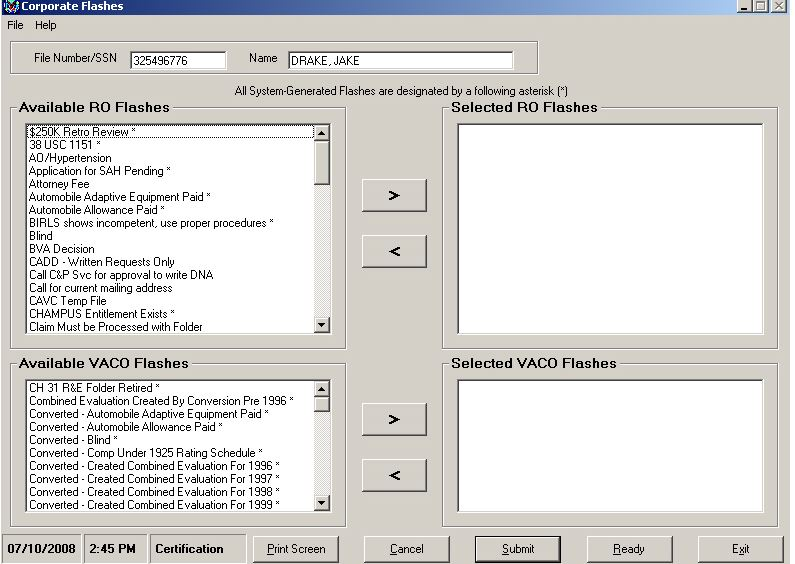 Corporate Flashes
File Help
File Number/SSN 325496776 Name DRAKE, JAKE
All System-Generated Flashes are designated by a following asterisk (*)
Available RO Flashes
$250K Retro Review *
38 USC 1151 *
AO/Hypertension
Application for SAH Pending *
Attorney Fee
Automobile Adaptive Equipment Paid *
Automobile Allowance Paid *
BIRLS shows incompetent, use proper procedures *
Blind
BVA Decision
CADD - Written Requests Only
Call C&P Svc for approval to write DNA
Call for current mailing address
CAVC Temp File
CHAMPUS Entitlement Exists *
Claim Must be Processed with Folder
>
<
Selected RO Flashes
Available VACO Flashes
CH 31 R&E Folder Retired *
Combined Evaluation Created By Conversion Pre 1996 *
Converted - Automobile Adaptive Equipment Paid *
Converted - Automobile Allowance Paid *
Converted - Blind *
Converted - Comp Under 1925 Rating Schedule *
Converted - Created Combined Evaluation For 1996 *
Converted - Created Combined Evaluation For 1997 *
Converted - Created Combined Evaluation For 1998 *
Converted - Created Combined Evaluation For 1999 *
>
<
Selected VACO Flashes
07/10/2008 2:45 PM Certification Print Screen Cancel Submit Ready Exit